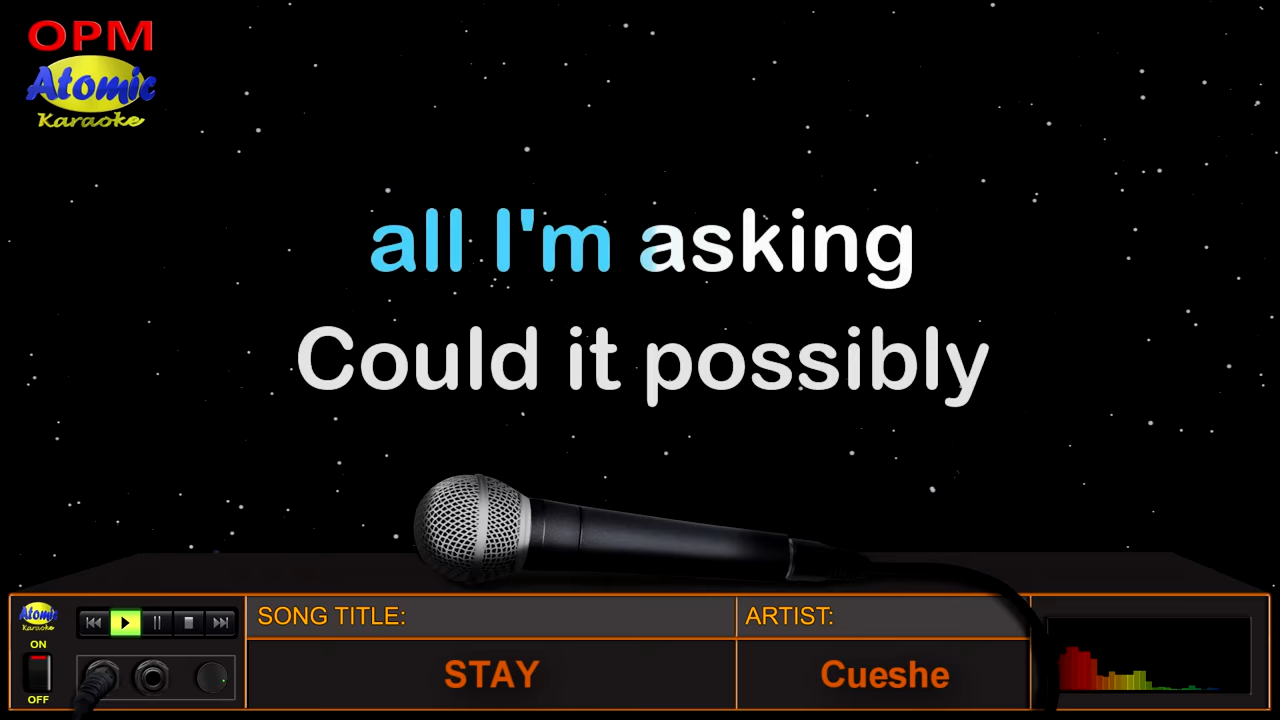 OPM
Atomic
Karaoke
all I'm asking
Could it possibly
Atomic
Karaoke
ON
OFF
SONG TITLE:
STAY
ARTIST:
Cueshe